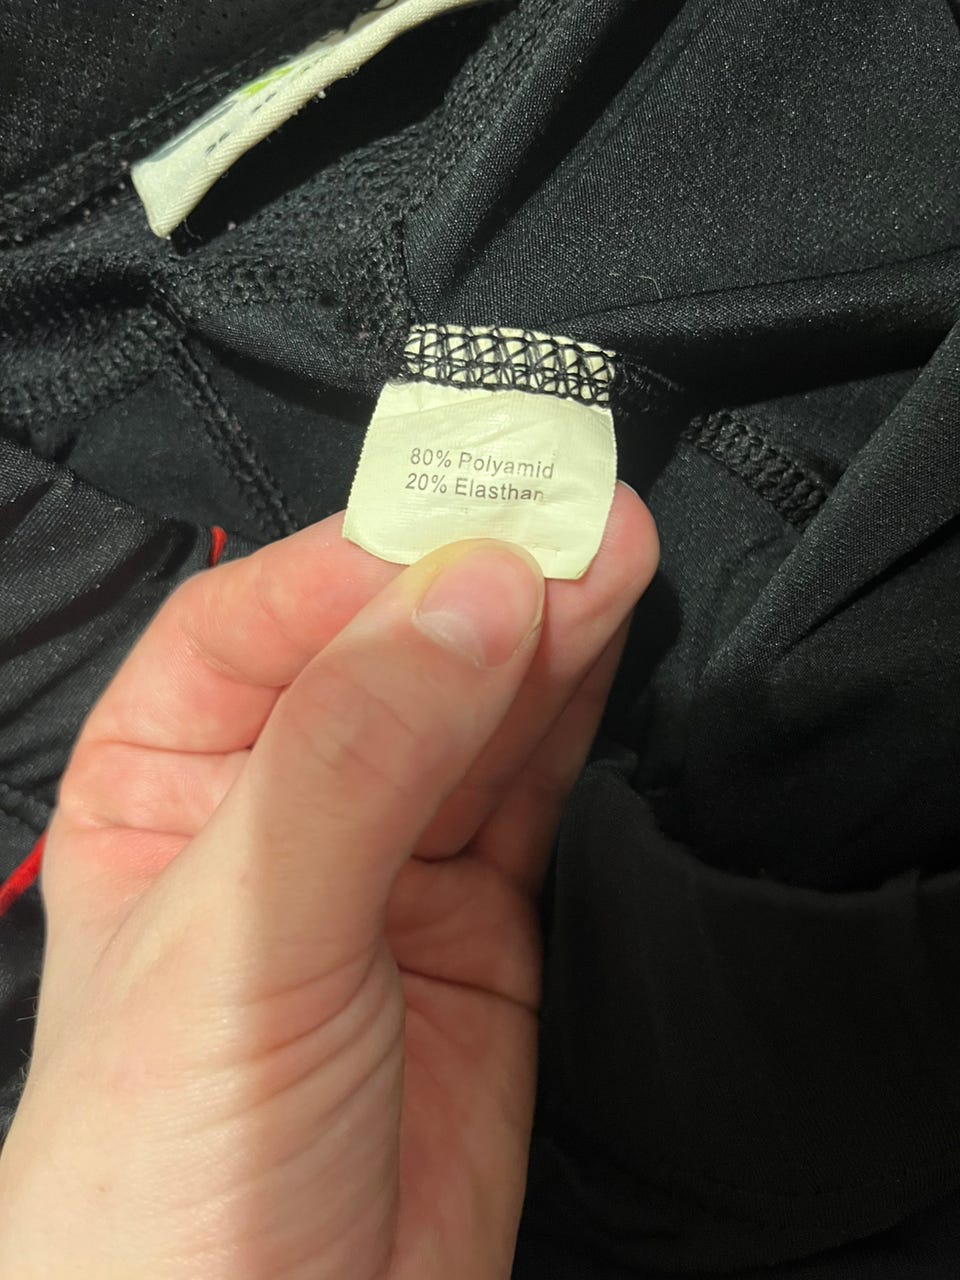 80% Polyamid
20% Elasthan